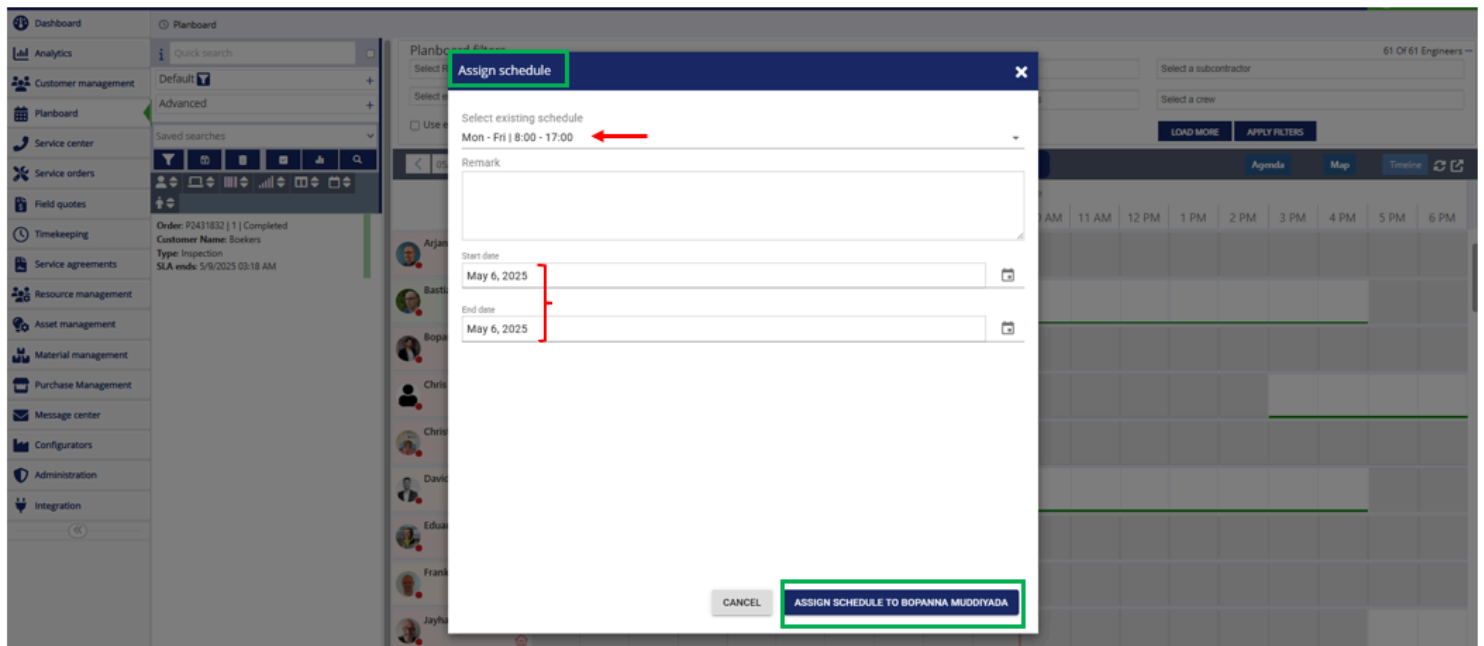 Dashboard
Analytics
Customer management
Planboard
Service center
Service orders
Field quotes
Timekeeping
Service agreements
Resource management
Asset management
Material management
Purchase Management
Message center
Configurators
Administration
Integration
Planboard
Quick search
Default
Advanced
Saved searches
Order: P2431832 | 1 | Completed
Customer Name: Boekers
Type: Inspection
SLA ends: 5/9/2025 03:18 AM
61 Of 61 Engineers
Select a subcontractor
Select a crew
LOAD MORE APPLY FILTERS
Agenda Map Timeline
11 AM 12 PM 1 PM 2 PM 3 PM 4 PM 5 PM 6 PM
Arjan
Chris
Assign schedule
Select existing schedule
Mon - Fri | 8:00 - 17:00
Remark
Start date
May 6, 2025
End date
May 6, 2025
CANCEL ASSIGN SCHEDULE TO BOPANNA MUDDIYADA